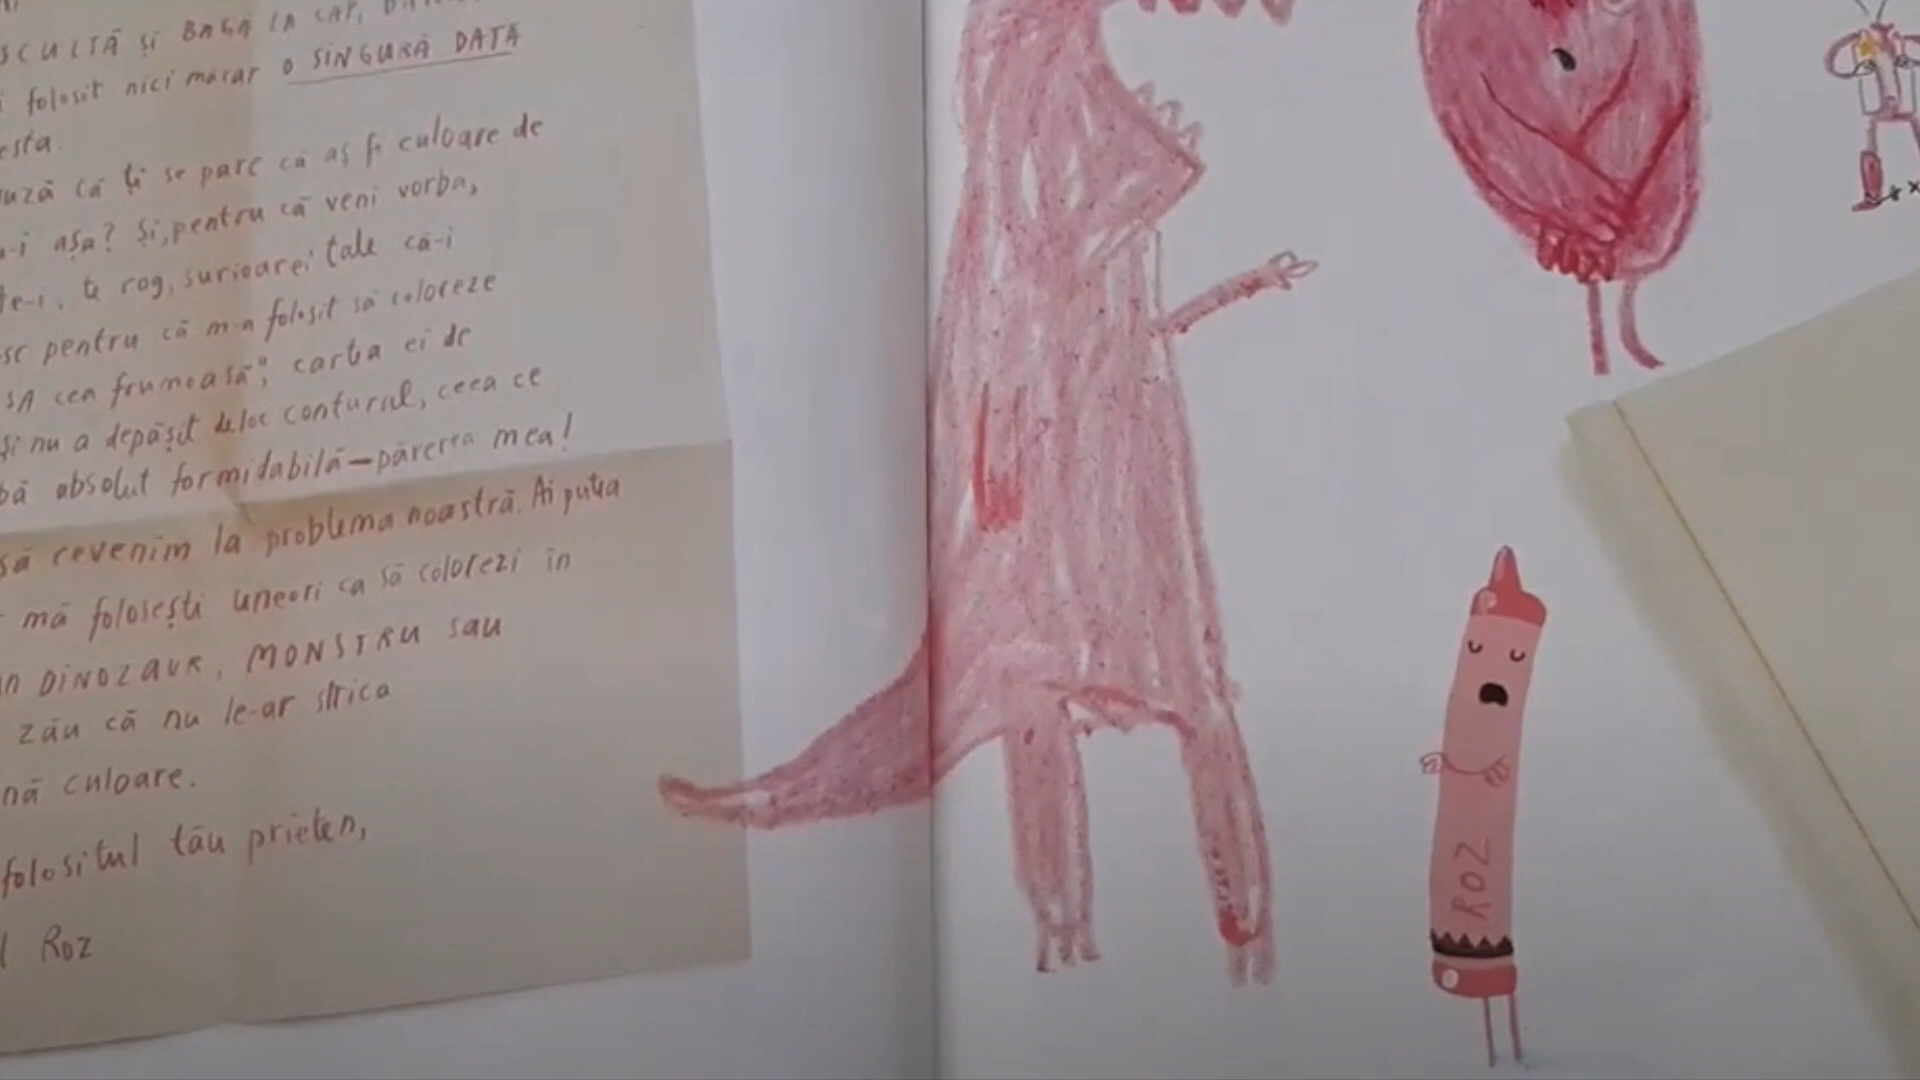 SCULTĂ și BAGĂ LA CAP,
folosit nici măcar o SINGURĂ DATĂ
esta.
uză că ți se pare că aș fi culoare de
u-i așa? Și, pentru că veni vorba,
te-i, te rog, surioarei tale că-i
sc pentru că m-a folosit să coloreze
SA cea frumoasă", cartea ei de
și nu a depășit deloc conturul, ceea ce
bă absolut formidabilă—părerea mea!
să revenim la problema noastră. Ai putea
mă folosești uneori ca să colorezi în
n DINOZAUR, MONSTRU sau
zău că nu le-ar strica
nă culoare.
folositul tău prieten,
l Roz
ROZ